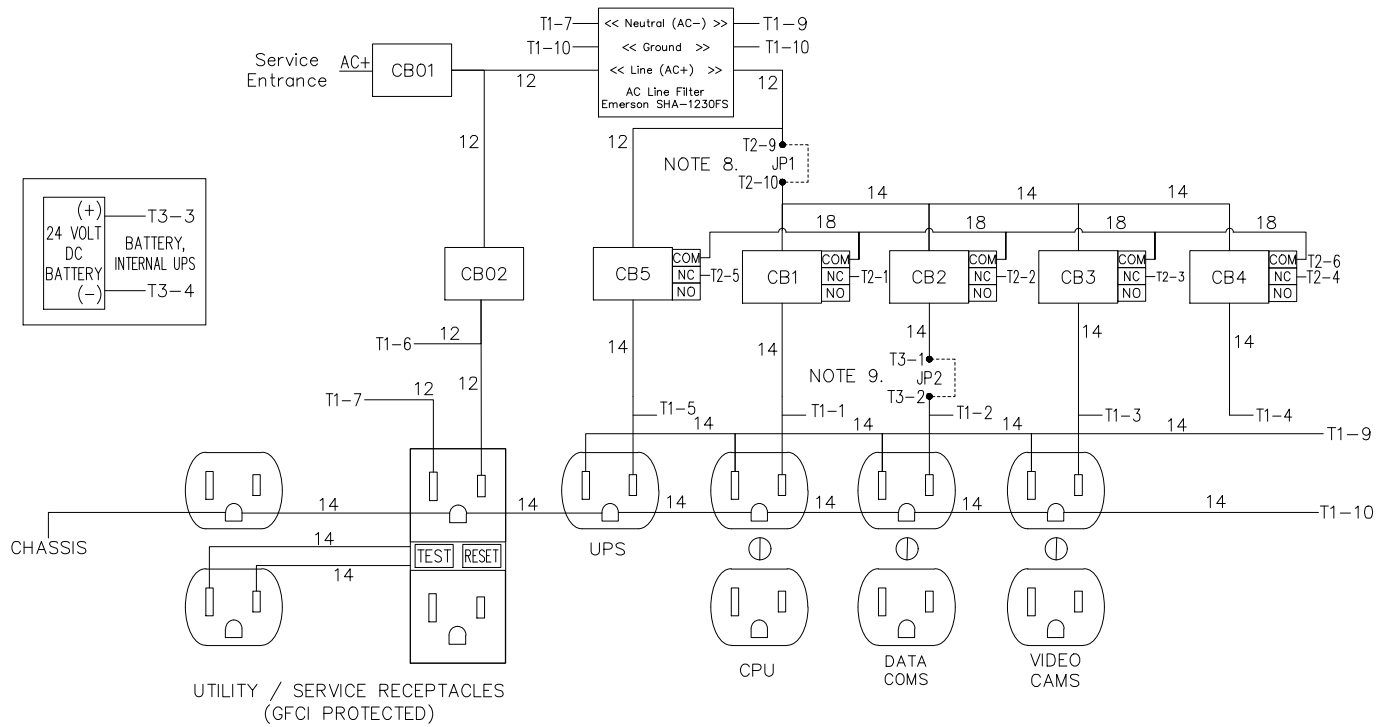 T1-7
<< Neutral (AC-) >>
T1-9
T1-10
<< Ground >>
T1-10
Service
Entrance
AC+
CB01
12
<< Line (AC+) >>
12
AC Line Filter
Emerson SHA-1230FS
12
12
T2-9
NOTE 8.
JP1
T2-10
14
14
14
(+)
T3-3
24 VOLT
DC
BATTERY
BATTERY,
INTERNAL UPS
(-)
T3-4
18
18
18
CB02
CB5
COM
NC
NO
T2-5
CB1
COM
NC
NO
T2-1
CB2
COM
NC
NO
T2-2
CB3
COM
NC
NO
T2-3
CB4
COM
NC
NO
T2-6
T2-4
12
T1-6
14
14
14
14
14
T3-1
NOTE 9.
JP2
T3-2
12
12
T1-7
T1-5
T1-1
T1-2
T1-3
T1-4
14
14
14
14
T1-9
14
14
14
14
14
14
T1-10
CHASSIS
14
14
TEST
RESET
UPS
CPU
DATA
COMS
VIDEO
CAMS
UTILITY / SERVICE RECEPTACLES
(GFCI PROTECTED)